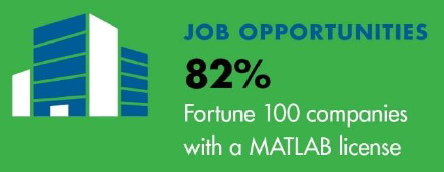 JOB OPPORTUNITIES
82%
Fortune 100 companies
with a MATLAB license